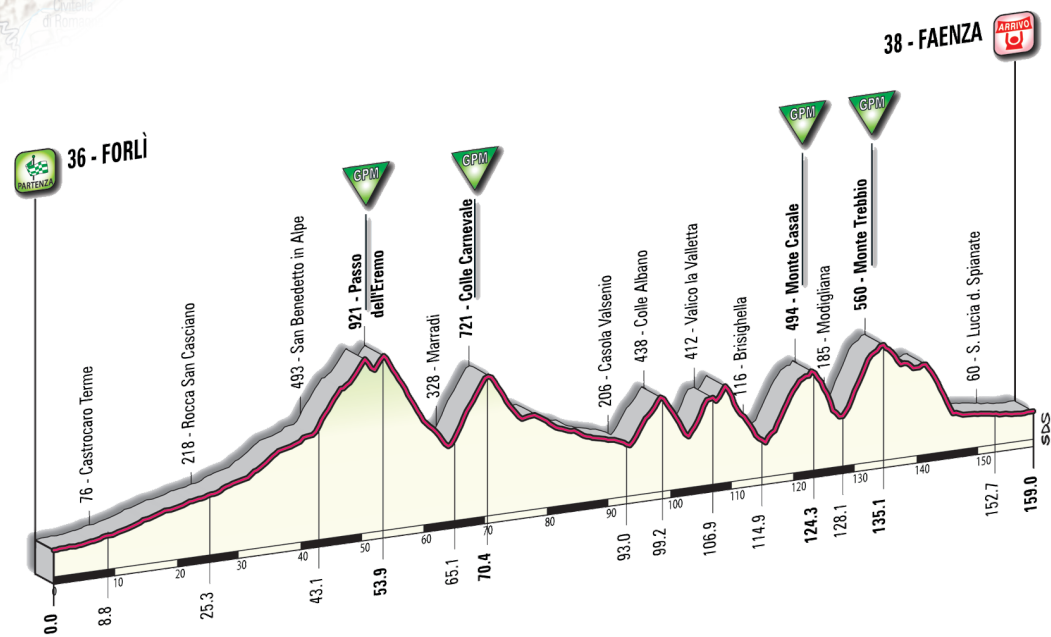 Civitella
di Romagna
38 - FAENZA
ARRIVO
36 - FORLÌ
PARTENZA
GPM
GPM
GPM
GPM
76 - Castrocaro Terme
218 - Rocca San Casciano
493 - San Benedetto in Alpe
921 - Passo
dell'Eremo
328 - Marradi
721 - Colle Carnevale
206 - Casola Valsenio
438 - Colle Albano
412 - Valico la Valletta
116 - Brisighella
494 - Monte Casale
185 - Modigliana
560 - Monte Trebbio
60 - S. Lucia d. Spianate
0
10
20
30
40
50
60
70
80
90
100
110
120
130
140
150
0.0
8.8
25.3
43.1
53.9
65.1
70.4
93.0
99.2
106.9
114.9
124.3
128.1
135.1
152.7
159.0
SDS